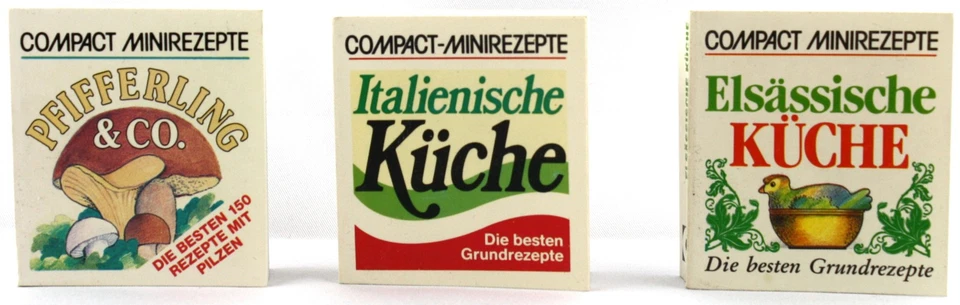 COMPACT MINIREZEPTE
PFIFFERLING
& CO.
DIE BESTEN 150
REZEPTE MIT
PILZEN
COMPACT-MINIREZEPTE
Italienische
Küche
Die besten
Grundrezepte
COMPACT MINIREZEPTE
Elsässische
KÜCHE
Die besten Grundrezepte